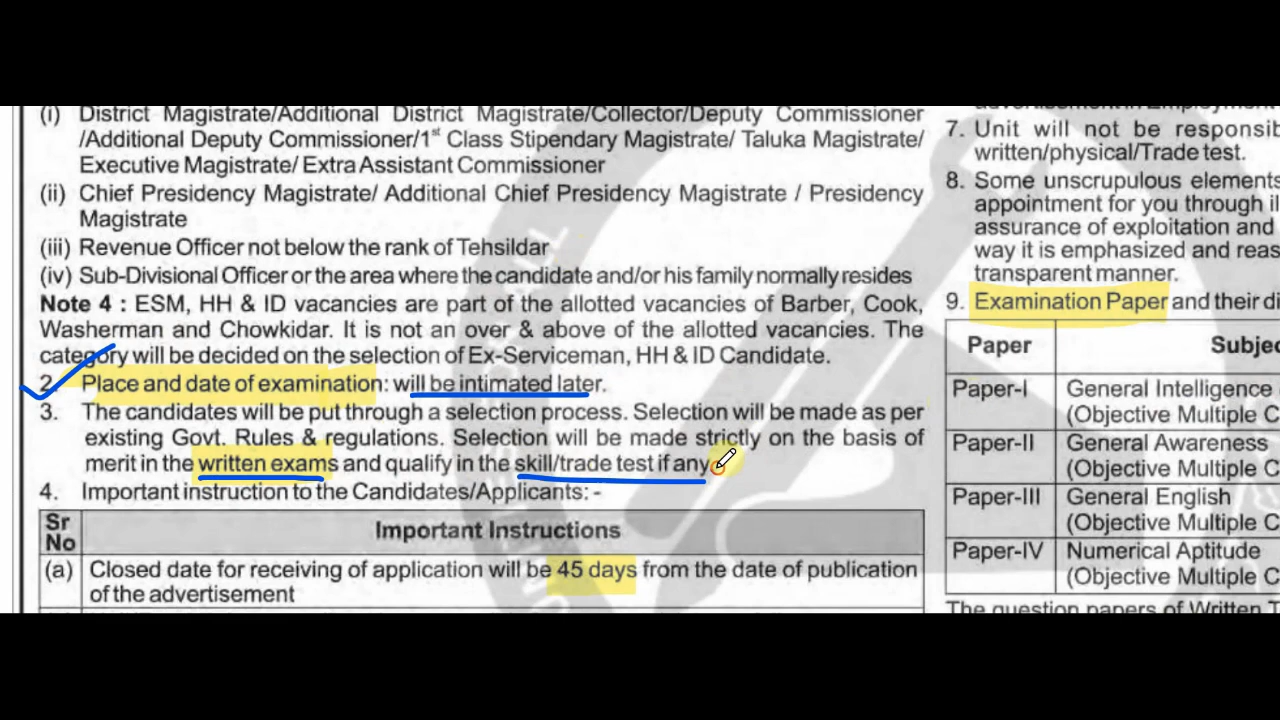 (i) District Magistrate/Additional District Magistrate/Collector/Deputy Commissioner
/Additional Deputy Commissioner/1st Class Stipendary Magistrate/ Taluka Magistrate/
Executive Magistrate/ Extra Assistant Commissioner
(ii) Chief Presidency Magistrate/ Additional Chief Presidency Magistrate / Presidency
Magistrate
(iii) Revenue Officer not below the rank of Tehsildar
(iv) Sub-Divisional Officer or the area where the candidate and/or his family normally resides
Note 4 : ESM, HH & ID vacancies are part of the allotted vacancies of Barber, Cook,
Washerman and Chowkidar. It is not an over & above of the allotted vacancies. The
category will be decided on the selection of Ex-Serviceman, HH & ID Candidate.
2. Place and date of examination: will be intimated later.
3. The candidates will be put through a selection process. Selection will be made as per
existing Govt. Rules & regulations. Selection will be made strictly on the basis of
merit in the written exams and qualify in the skill/trade test if any
4. Important instruction to the Candidates/Applicants: -
Sr No Important Instructions
(a) Closed date for receiving of application will be 45 days from the date of publication
of the advertisement
7. Unit will not be responsib
written/physical/Trade test.
8. Some unscrupulous elements
appointment for you through il
assurance of exploitation and
way it is emphasized and reas
transparent manner.
9. Examination Paper and their di
Paper Subjec
Paper-I General Intelligence
(Objective Multiple C
Paper-II General Awareness
(Objective Multiple C
Paper-III General English
(Objective Multiple C
Paper-IV Numerical Aptitude
(Objective Multiple C
The question papers of Written T